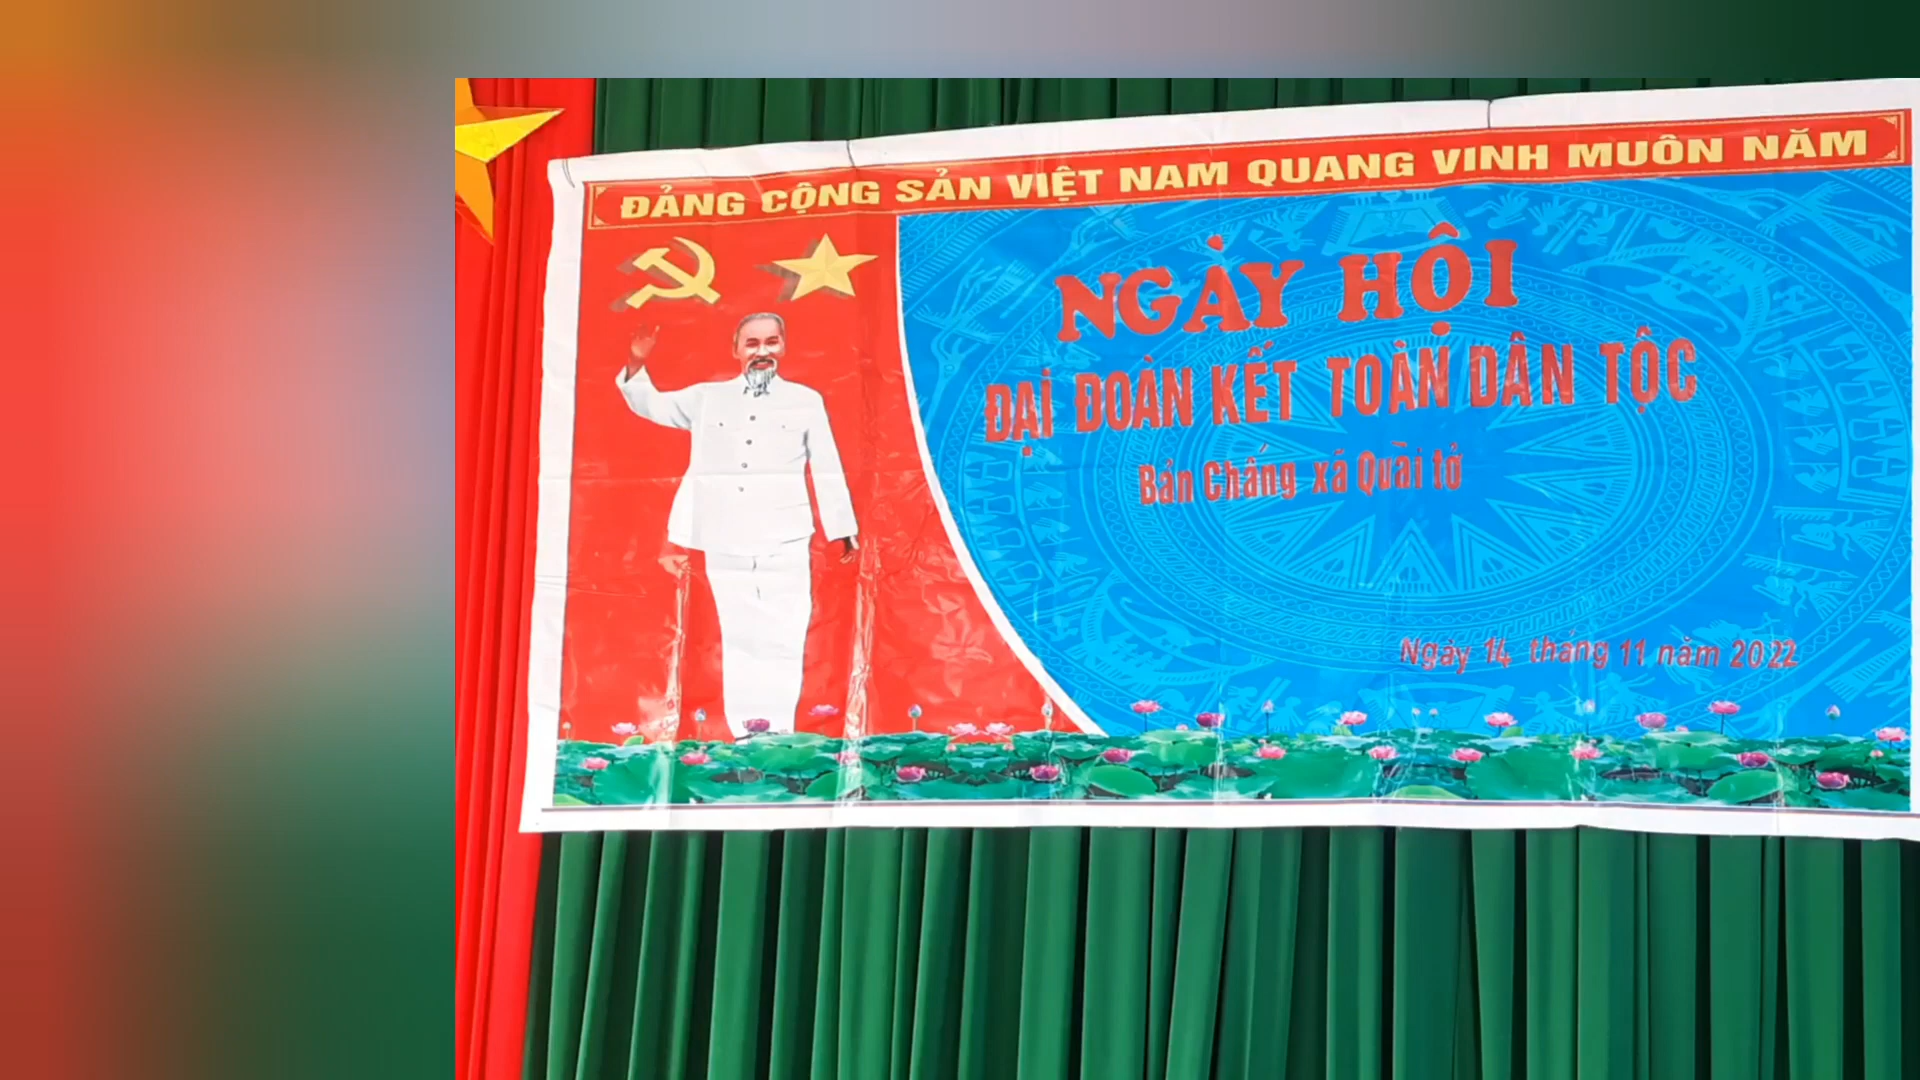 ĐẢNG CỘNG SẢN VIỆT NAM QUANG VINH MUÔN NĂM
NGÀY HỘI
ĐẠI ĐOÀN KẾT TOÀN DÂN TỘC
Bản Chấng xã Quài tở
Ngày 14 tháng 11 năm 2022